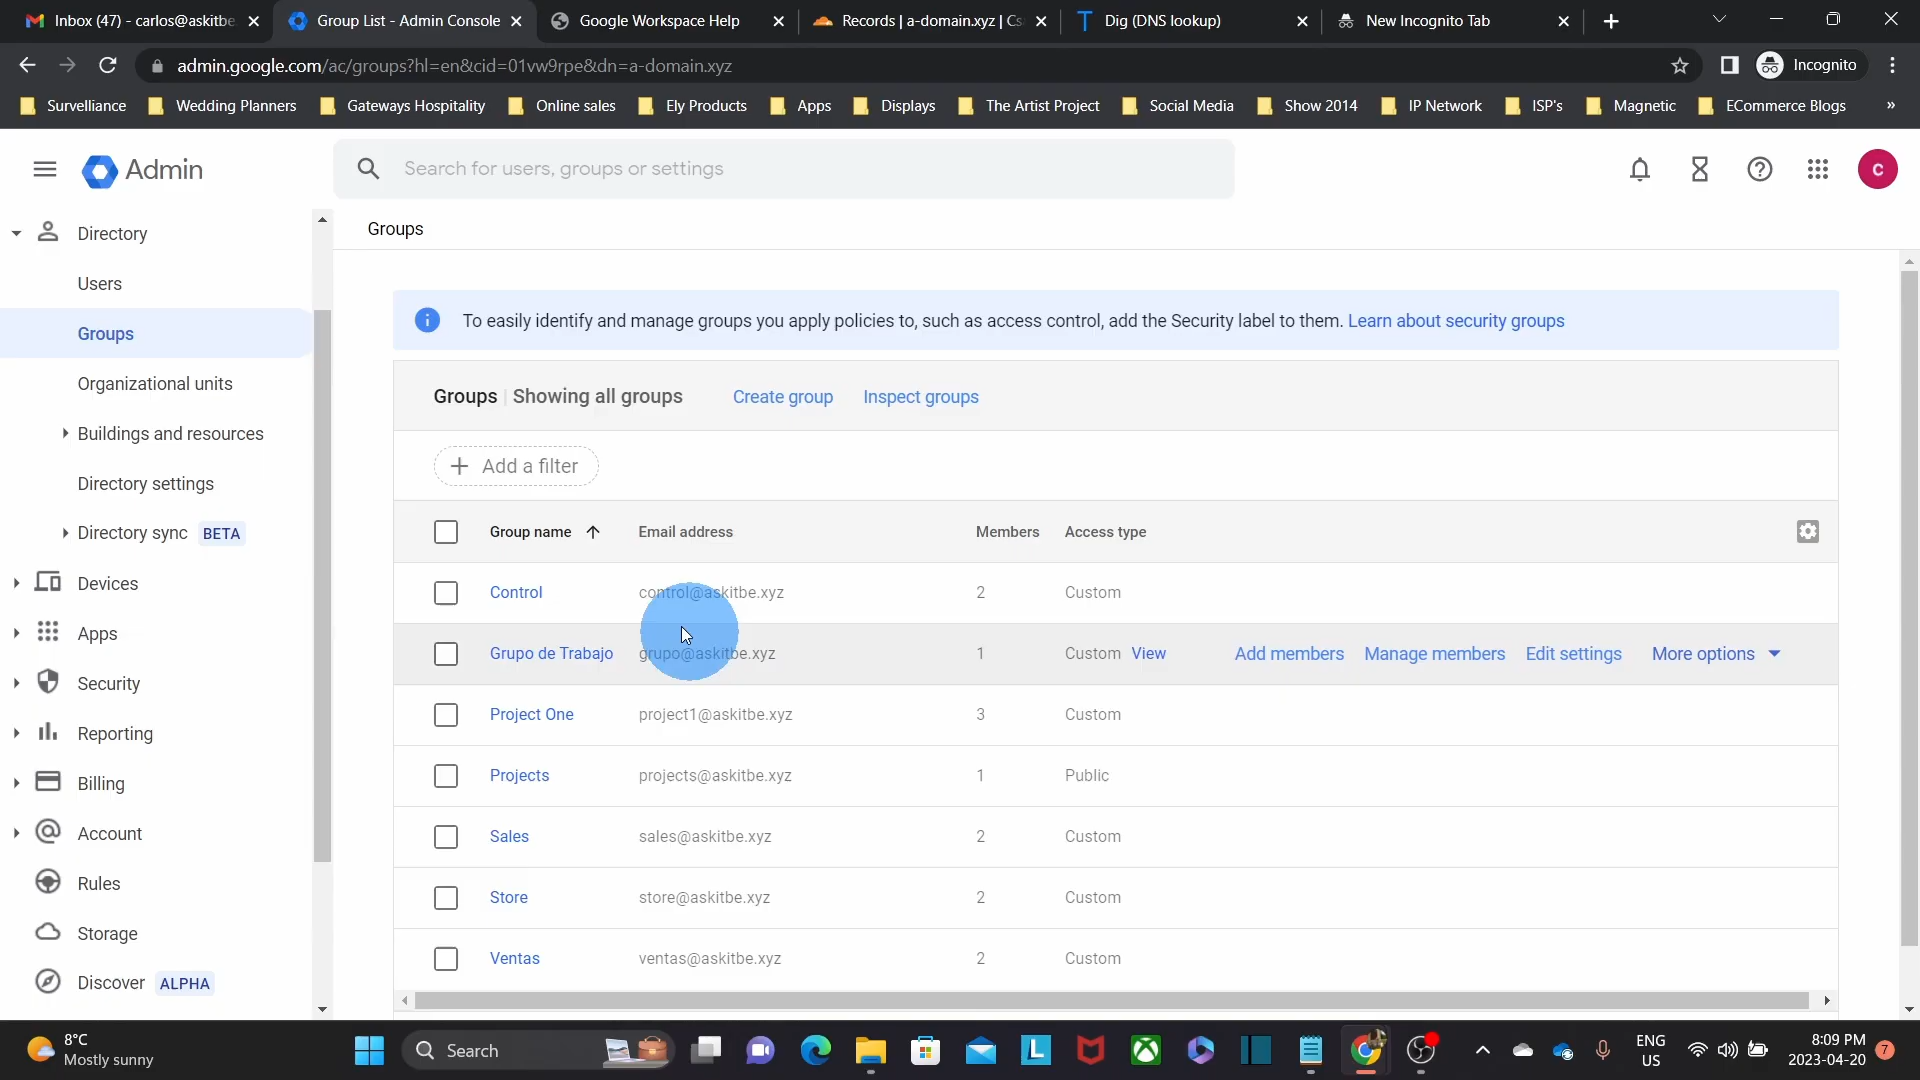 Inbox (47) - carlos@askitbe
Group List - Admin Console
Google Workspace Help
Records | a-domain.xyz | Cs
Dig (DNS lookup)
New Incognito Tab
admin.google.com/ac/groups?hl=en&cid=01vw9rpe&dn=a-domain.xyz
Incognito
Survelliance
Wedding Planners
Gateways Hospitality
Online sales
Ely Products
Apps
Displays
The Artist Project
Social Media
Show 2014
IP Network
ISP's
Magnetic
ECommerce Blogs
»
Admin
Search for users, groups or settings
C
Directory
Users
Groups
Organizational units
Buildings and resources
Directory settings
Directory sync BETA
Devices
Apps
Security
Reporting
Billing
Account
Rules
Storage
Discover ALPHA
Groups
To easily identify and manage groups you apply policies to, such as access control, add the Security label to them. Learn about security groups
Groups | Showing all groups Create group Inspect groups
+ Add a filter
Group name Email address Members Access type
Control control@askitbe.xyz 2 Custom
Grupo de Trabajo grupo@askitbe.xyz 1 Custom View Add members Manage members Edit settings More options
Project One project1@askitbe.xyz 3 Custom
Projects projects@askitbe.xyz 1 Public
Sales sales@askitbe.xyz 2 Custom
Store store@askitbe.xyz 2 Custom
Ventas ventas@askitbe.xyz 2 Custom
8°C
Mostly sunny
Search
L
ENG
US
8:09 PM
2023-04-20
7